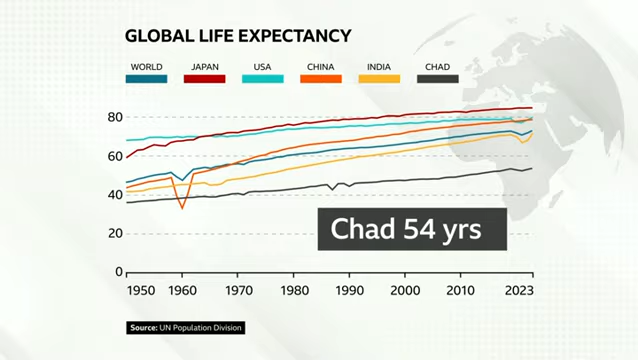 GLOBAL LIFE EXPECTANCY
WORLD JAPAN USA CHINA INDIA CHAD
80
60
40
20
0
Chad 54 yrs
1950 1960 1970 1980 1990 2000 2010 2023
Source: UN Population Division